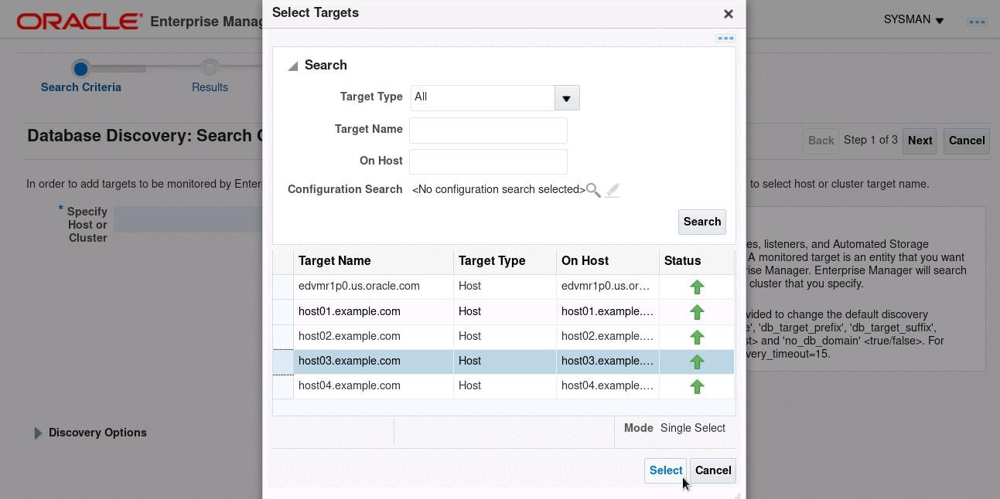 ORACLE Enterprise Manag
SYSMAN
Search Criteria
Results
Database Discovery: Search C
Back Step 1 of 3 Next Cancel
In order to add targets to be monitored by Enter
to select host or cluster target name.
* Specify
Host or
Cluster
es, listeners, and Automated Storage
A monitored target is an entity that you want
rise Manager. Enterprise Manager will search
cluster that you specify.
vided to change the default discovery
e', 'db_target_prefix', 'db_target_suffix',
st> and 'no_db_domain' <true/false>. For
very_timeout=15.
Discovery Options
Select Targets
Search
Target Type All
Target Name
On Host
Configuration Search <No configuration search selected>
Search
Target Name Target Type On Host Status
edvmr1p0.us.oracle.com Host edvmr1p0.us.or...
host01.example.com Host host01.example....
host02.example.com Host host02.example....
host03.example.com Host host03.example....
host04.example.com Host host04.example....
Mode Single Select
Select Cancel